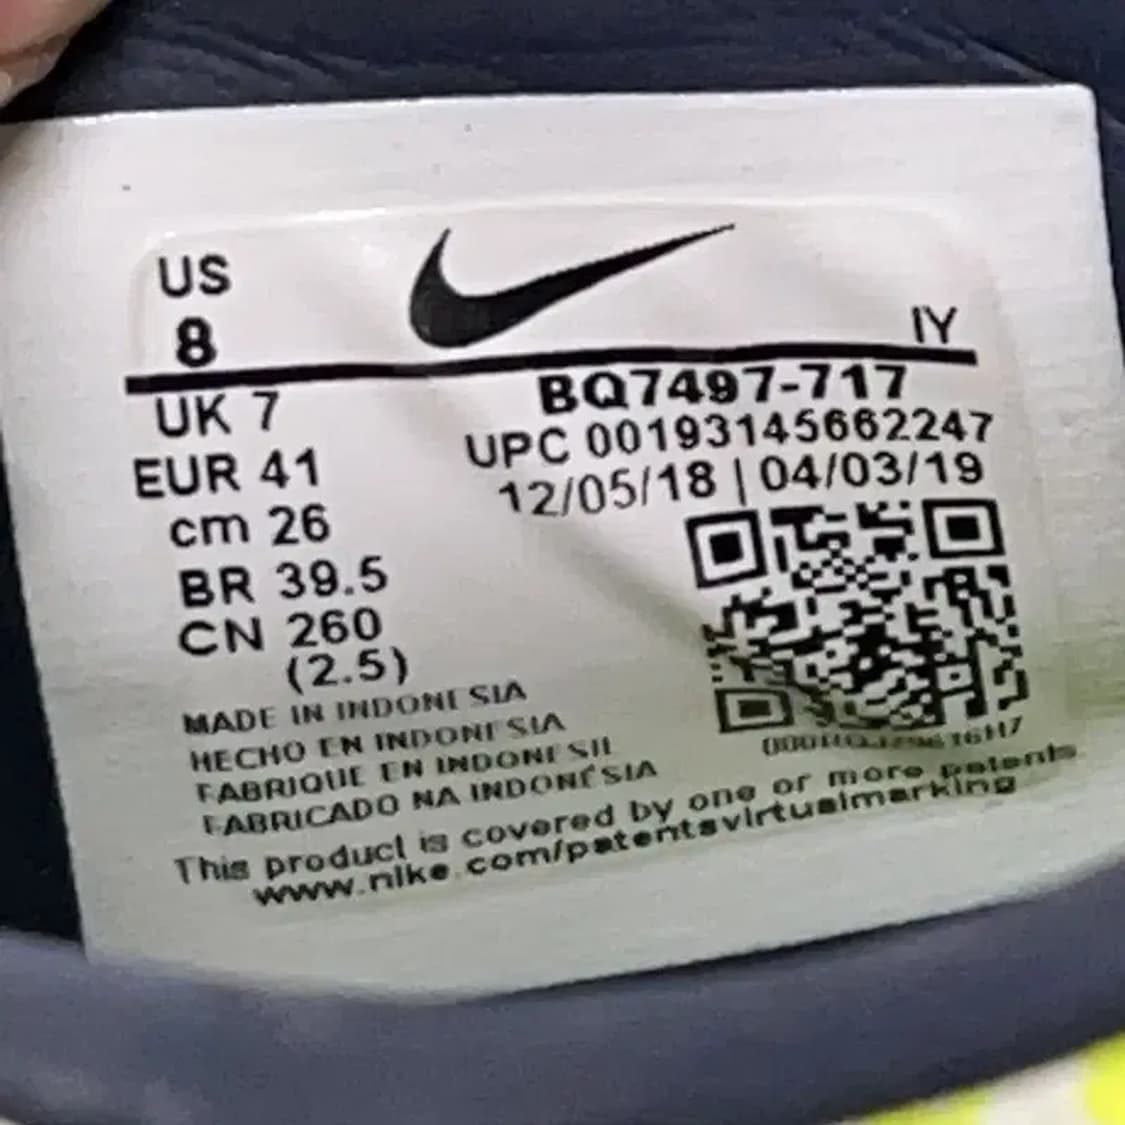 US
8
IY
UK 7
BQ7497-717
EUR 41
UPC 00193145662247
cm 26
12/05/18 | 04/03/19
BR 39.5
CN 260
(2.5)
MADE IN INDONESIA
HECHO EN INDONESIA
FABRIQUE EN INDONESIE
FABRICADO NA INDONÉSIA
This product is covered by one or more patents
www.nike.com/patentsvirtualmarking